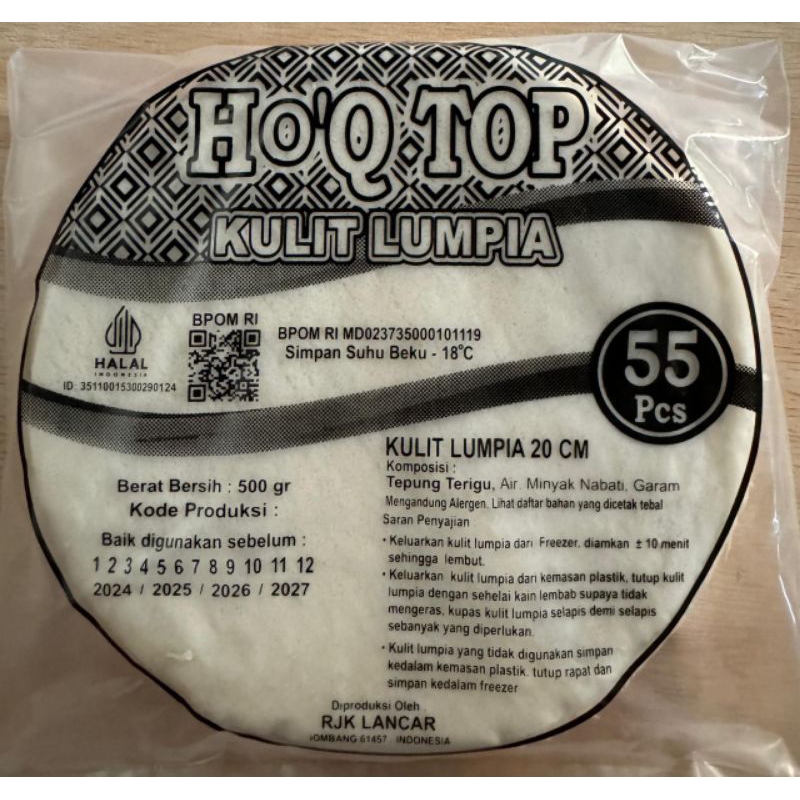 HO'Q TOP
KULIT LUMPIA
HALAL
INDONESIA
ID: 35110015300290124
BPOM RI
BPOM RI MD023735000101119
Simpan Suhu Beku - 18°C
55
Pcs
Berat Bersih : 500 gr
Kode Produksi :
Baik digunakan sebelum :
1 2 3 4 5 6 7 8 9 10 11 12
2024 / 2025 / 2026 / 2027
KULIT LUMPIA 20 CM
Komposisi :
Tepung Terigu, Air. Minyak Nabati, Garam
Mengandung Alergen. Lihat daftar bahan yang dicetak tebal
Saran Penyajian
• Keluarkan kulit lumpia dari Freezer. diamkan ± 10 menit
sehingga lembut.
• Keluarkan kulit lumpia dari kemasan plastik, tutup kulit
lumpia dengan sehelai kain lembab supaya tidak
mengeras, kupas kulit lumpia selapis demi selapis
sebanyak yang diperlukan.
• Kulit lumpia yang tidak digunakan simpan
kedalam kemasan plastik. tutup rapat dan
simpan kedalam freezer
Diproduksi Oleh
RJK LANCAR
JOMBANG 61457 . INDONESIA